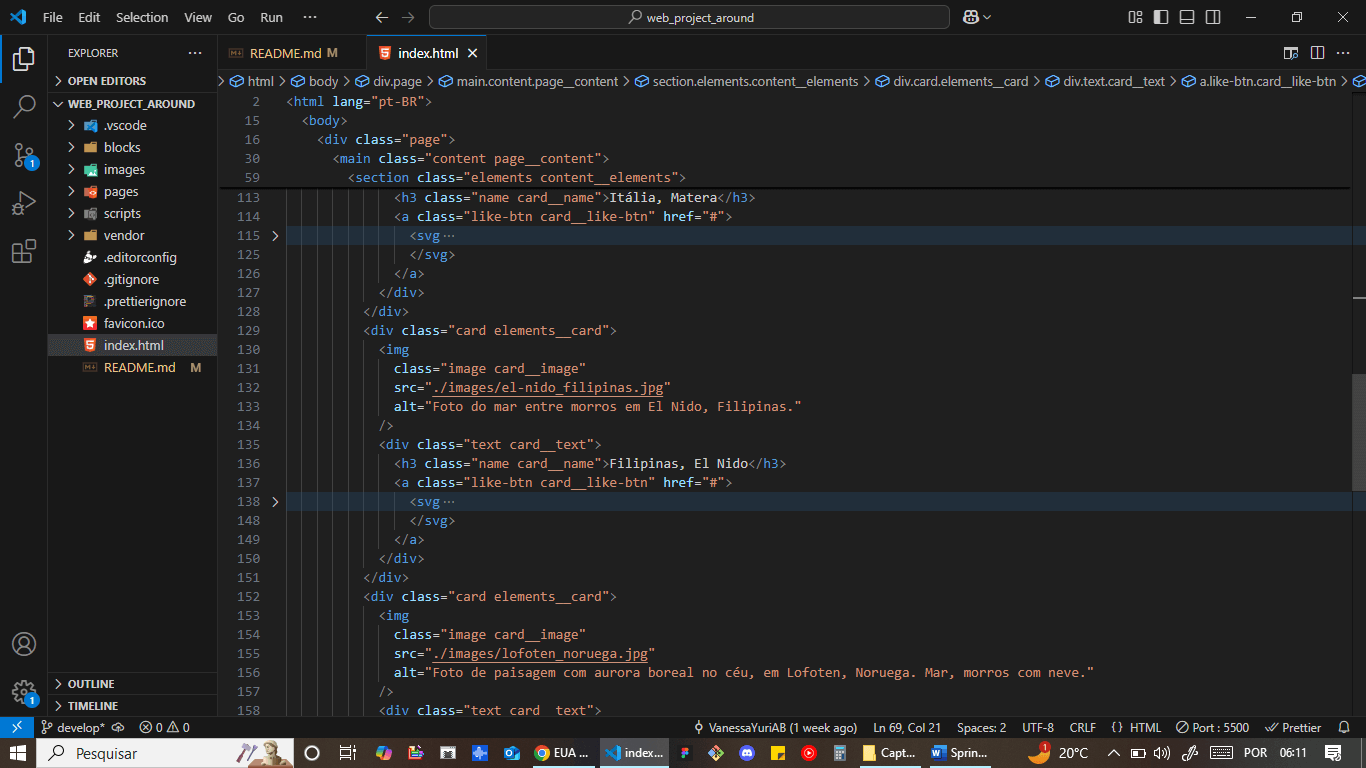 File Edit Selection View Go Run ··· web_project_around
EXPLORER ···
OPEN EDITORS
WEB_PROJECT_AROUND
.vscode
blocks
images
pages
scripts
vendor
.editorconfig
.gitignore
.prettierignore
favicon.ico
index.html
README.md M
OUTLINE
TIMELINE
1
1
README.md M index.html
html > body > div.page > main.content.page__content > section.elements.content__elements > div.card.elements__card > div.text.card__text > a.like-btn.card__like-btn >
2 <html lang="pt-BR">
15 <body>
16 <div class="page">
30 <main class="content page__content">
59 <section class="elements content__elements">
113 <h3 class="name card__name">Itália, Matera</h3>
114 <a class="like-btn card__like-btn" href="#">
115 <svg ···
125 </svg>
126 </a>
127 </div>
128 </div>
129 <div class="card elements__card">
130 <img
131 class="image card__image"
132 src="./images/el-nido_filipinas.jpg"
133 alt="Foto do mar entre morros em El Nido, Filipinas."
134 />
135 <div class="text card__text">
136 <h3 class="name card__name">Filipinas, El Nido</h3>
137 <a class="like-btn card__like-btn" href="#">
138 <svg ···
148 </svg>
149 </a>
150 </div>
151 </div>
152 <div class="card elements__card">
153 <img
154 class="image card__image"
155 src="./images/lofoten_noruega.jpg"
156 alt="Foto de paisagem com aurora boreal no céu, em Lofoten, Noruega. Mar, morros com neve."
157 />
158 <div class="text card__text">
develop* 0 0 VanessaYuriAB (1 week ago) Ln 69, Col 21 Spaces: 2 UTF-8 CRLF {} HTML Port : 5500 Prettier
Pesquisar EUA ... index... Capt... Sprin... 1 20°C POR 06:11